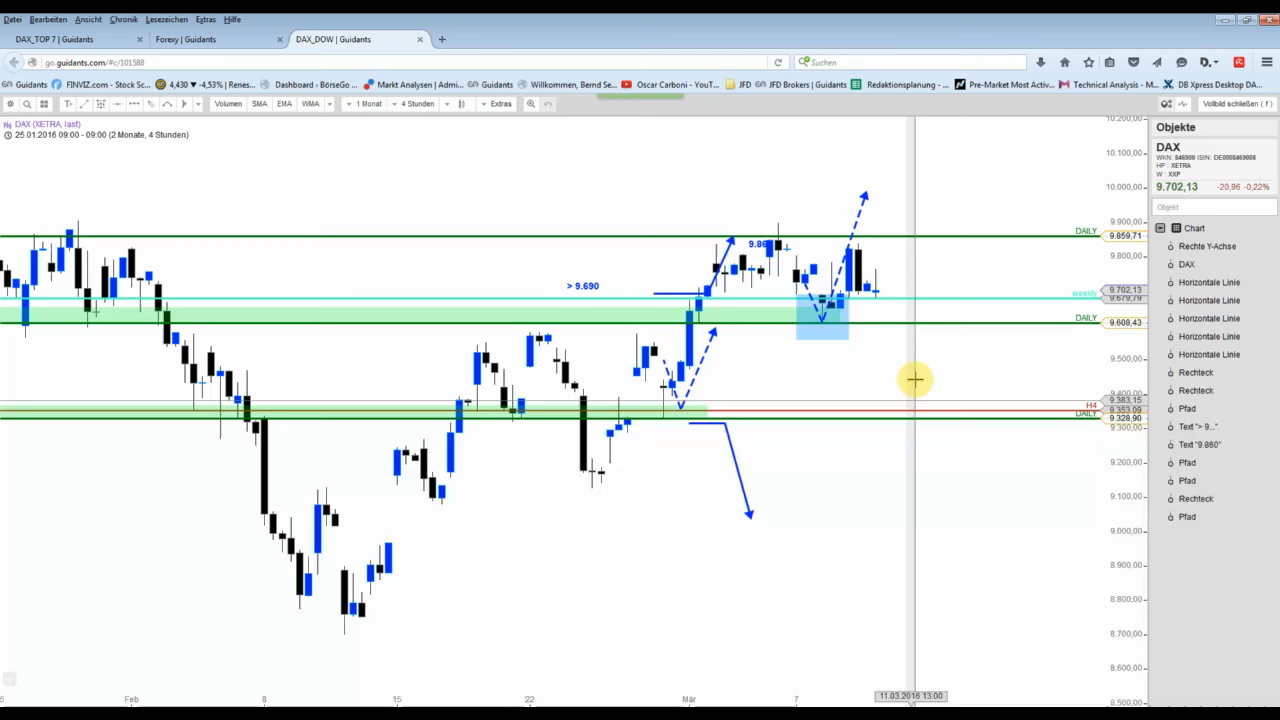 Datei Bearbeiten Ansicht Chronik Lesezeichen Extras Hilfe
DAX_TOP 7 | Guidants
Forexy | Guidants
DAX_DOW | Guidants
go.guidants.com/#c/101588
Suchen
Guidants
FINVIZ.com - Stock Sc...
4,430 ▾ -4,53% | Renes...
Dashboard ‹ BörseGo ...
Markt Analysen | Admi...
Guidants
Willkommen, Bernd Se...
Oscar Carboni - YouT...
JFD
JFD Brokers | Guidants
Redaktionsplanung - ...
Pre-Market Most Activ...
Technical Analysis - M...
DB Xpress Desktop DA...
Volumen SMA EMA WMA 1 Monat 4 Stunden Extras
Vollbild schließen ( f )
DAX (XETRA, last)
25.01.2016 09:00 - 09:00 (2 Monate, 4 Stunden)
> 9.690
DAILY
weekly
DAILY
H4
DAILY
10.200,00
10.100,00
10.000,00
9.900,00
9.859,71
9.800,00
9.702,13
9.679,79
9.608,43
9.500,00
9.400,00
9.383,15
9.353,09
9.328,90
9.300,00
9.200,00
9.100,00
9.000,00
8.900,00
8.800,00
8.700,00
8.500,00
Feb
8
15
22
Mär
7
11.03.2016 13:00
Objekte
DAX
WKN: 846900 ISIN: DE0008469008
HP : XETRA
W : XXP
9.702,13 -20,96 -0,22%
Objekt
Chart
Rechte Y-Achse
DAX
Horizontale Linie
Horizontale Linie
Horizontale Linie
Horizontale Linie
Horizontale Linie
Rechteck
Rechteck
Pfad
Text "> 9..."
Text "9.860"
Pfad
Pfad
Rechteck
Pfad